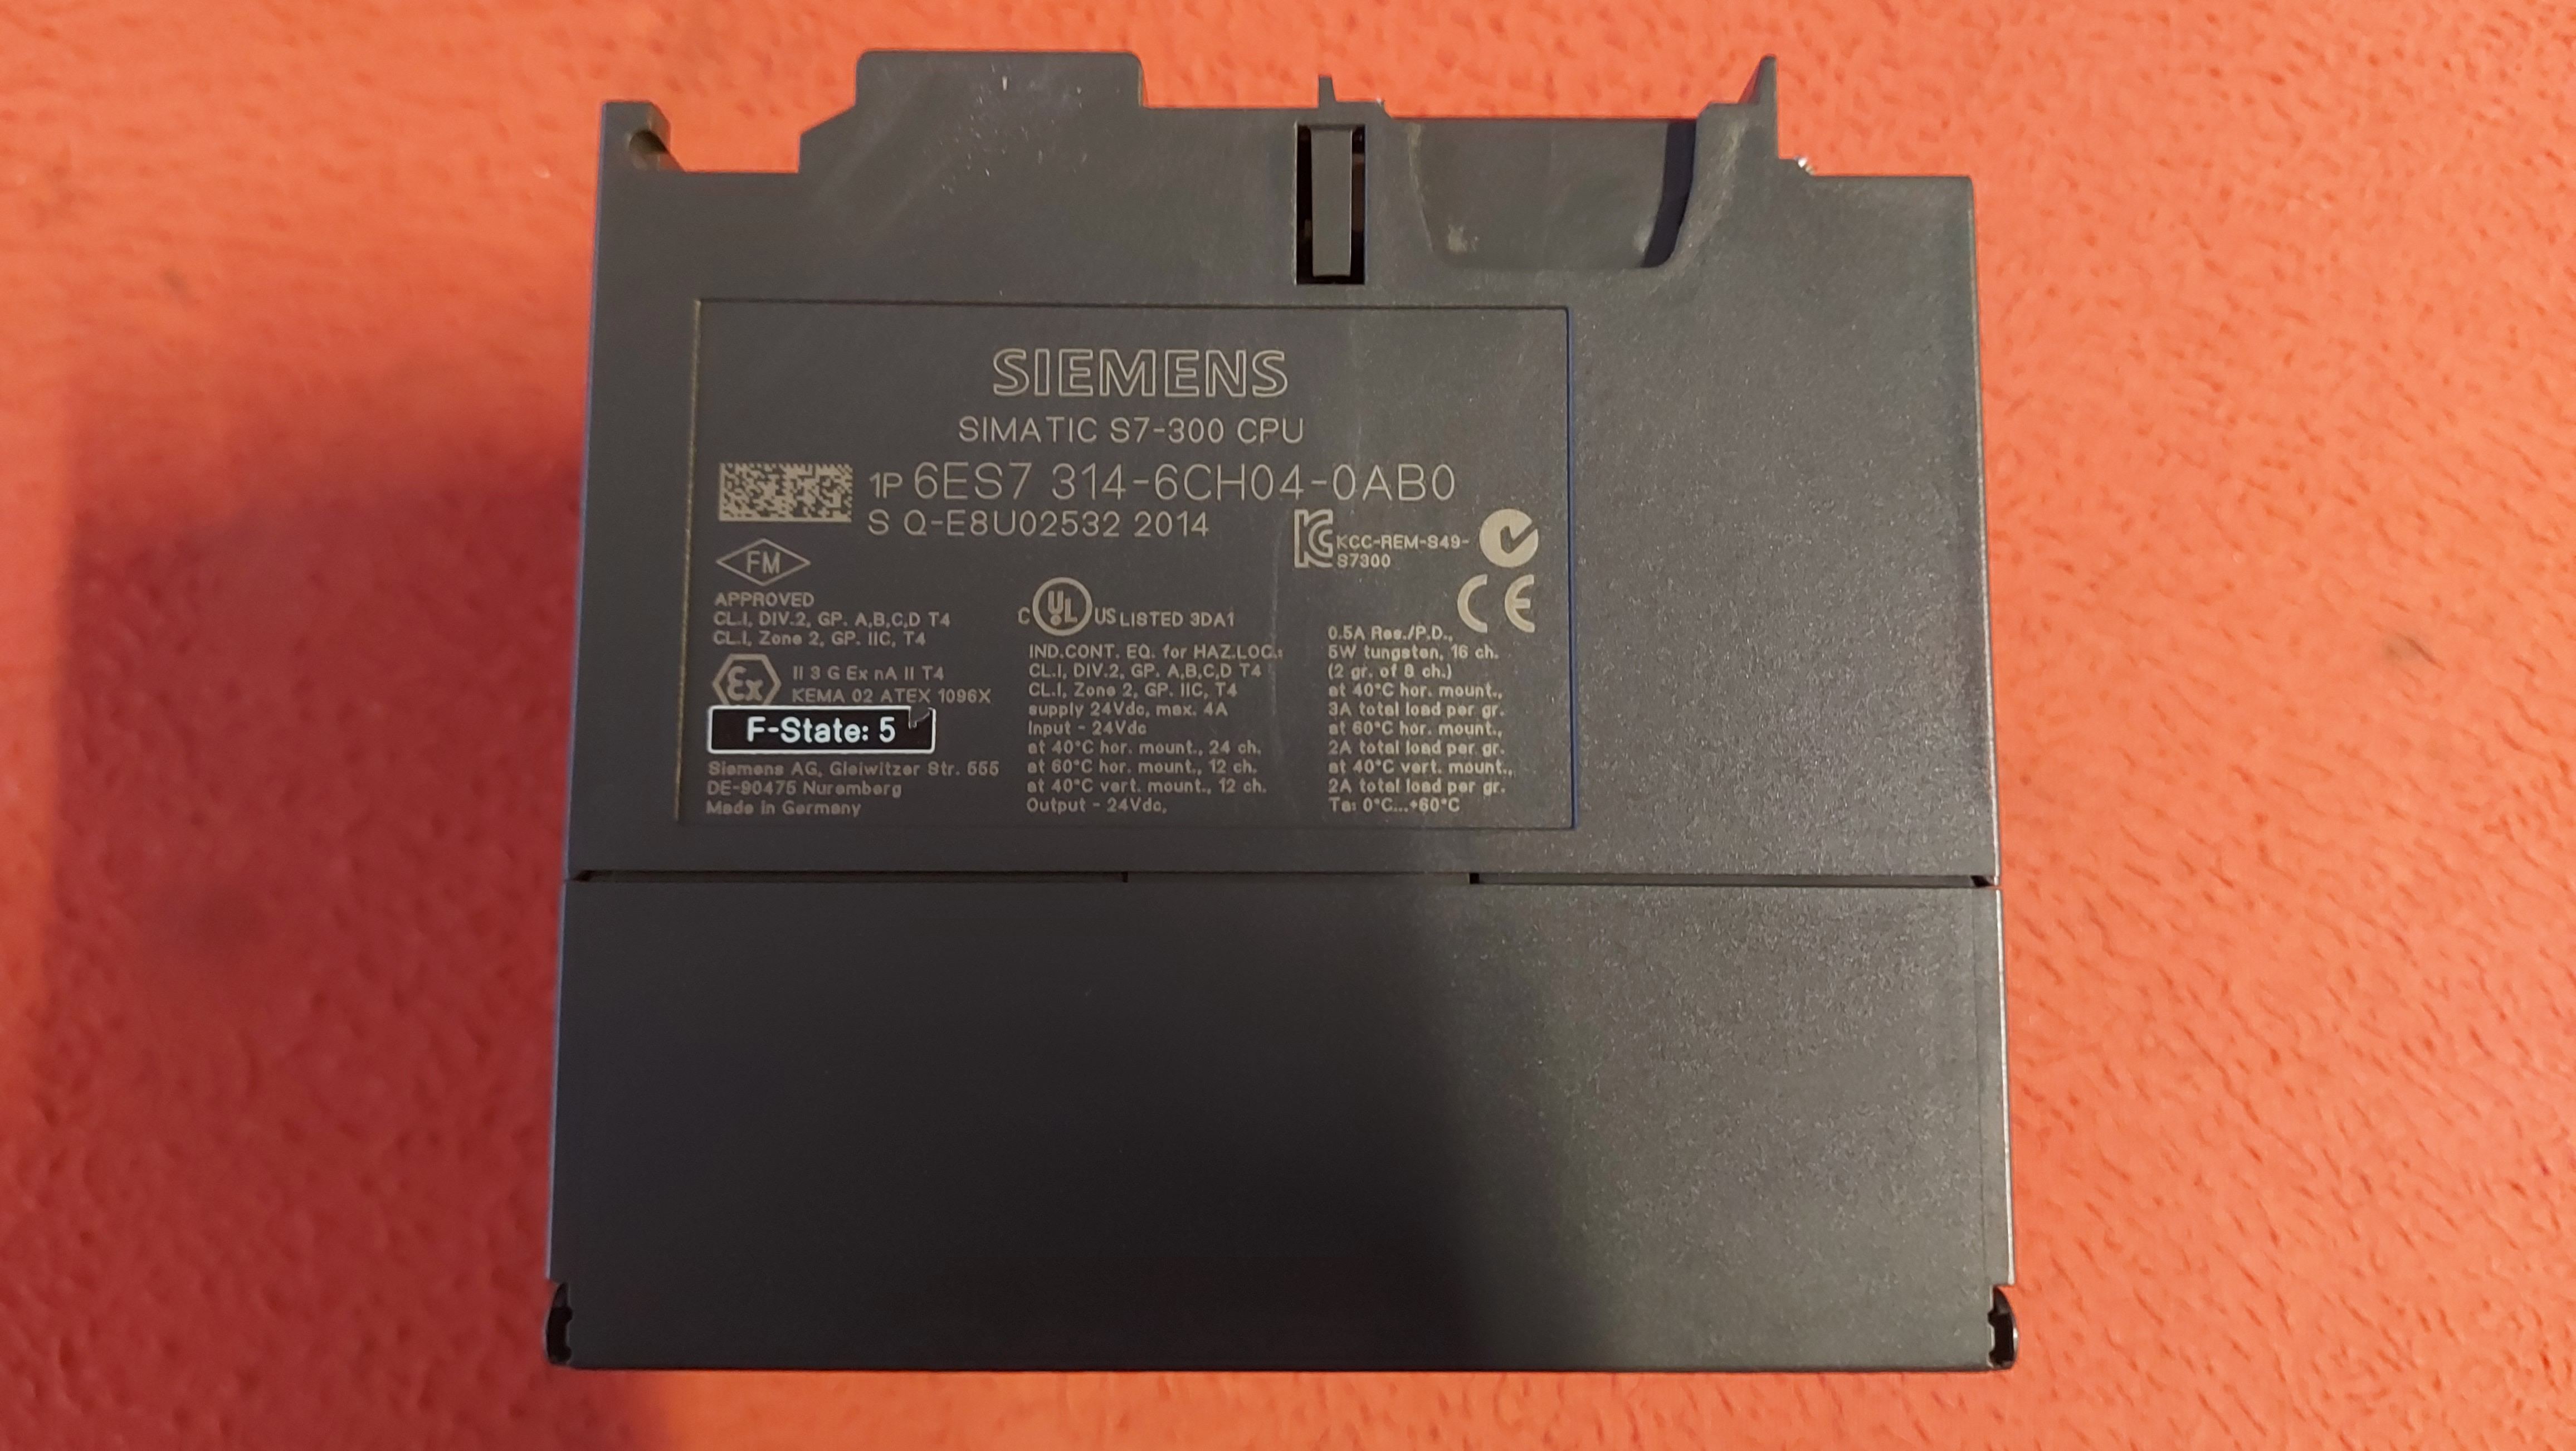 SIEMENS
SIMATIC S7-300 CPU
1P 6ES7 314-6CH04-0AB0
S Q-E8U02532 2014
KCC-REM-S49-
S7300
FM
APPROVED
CL.I, DIV.2, GP. A,B,C,D T4
CL.I, Zone 2, GP. IIC, T4
Ex
II 3 G Ex nA II T4
KEMA 02 ATEX 1096X
F-State: 5
Siemens AG, Gleiwitzer Str. 555
DE-90475 Nuremberg
Made in Germany
C UL US LISTED 3DA1
IND.CONT. EQ. for HAZ.LOC.:
CL.I, DIV.2, GP. A,B,C,D T4
CL.I, Zone 2, GP. IIC, T4
supply 24Vdc, max. 4A
Input - 24Vdc
at 40°C hor. mount., 24 ch.
at 60°C hor. mount., 12 ch.
at 40°C vert. mount., 12 ch.
Output - 24Vdc,
CE
0.5A Res./P.D.,
5W tungsten, 16 ch.
(2 gr. of 8 ch.)
at 40°C hor. mount.,
3A total load per gr.
at 60°C hor. mount.,
2A total load per gr.
at 40°C vert. mount.,
2A total load per gr.
Ta: 0°C...+60°C